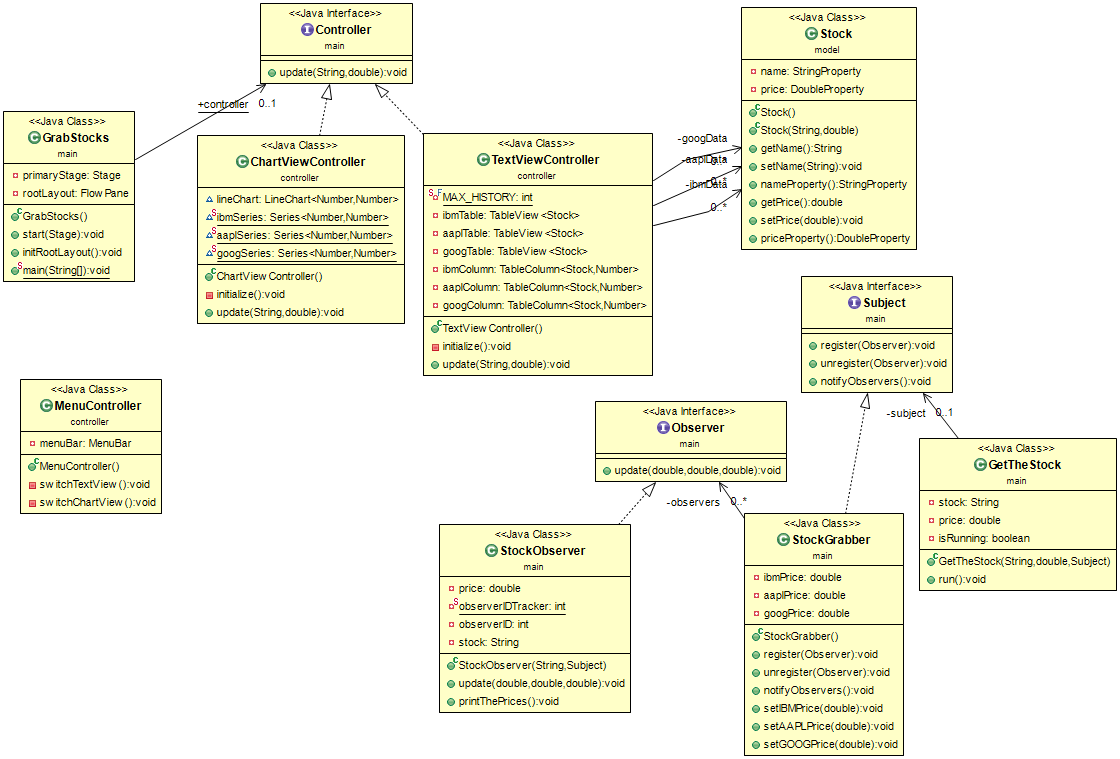 <<Java Interface>>
Controller
main
update(String,double):void
<<Java Class>>
Stock
model
name: StringProperty
price: DoubleProperty
Stock()
Stock(String,double)
getName():String
setName(String):void
nameProperty():StringProperty
getPrice():double
setPrice(double):void
priceProperty():DoubleProperty
+controller
0..1
<<Java Class>>
GrabStocks
main
primaryStage: Stage
rootLayout: FlowPane
GrabStocks()
start(Stage):void
initRootLayout():void
main(String[]):void
<<Java Class>>
ChartViewController
controller
lineChart: LineChart<Number,Number>
ibmSeries: Series<Number,Number>
aaplSeries: Series<Number,Number>
googSeries: Series<Number,Number>
ChartViewController()
initialize():void
update(String,double):void
<<Java Class>>
TextViewController
controller
MAX_HISTORY: int
ibmTable: TableView<Stock>
aaplTable: TableView<Stock>
googTable: TableView<Stock>
ibmColumn: TableColumn<Stock,Number>
aaplColumn: TableColumn<Stock,Number>
googColumn: TableColumn<Stock,Number>
TextViewController()
initialize():void
update(String,double):void
-googData
-aaplData
0..*
-ibmData
0..*
0..*
<<Java Interface>>
Subject
main
register(Observer):void
unregister(Observer):void
notifyObservers():void
<<Java Class>>
MenuController
controller
menuBar: MenuBar
MenuController()
switchTextView():void
switchChartView():void
<<Java Interface>>
Observer
main
update(double,double,double):void
-subject
0..1
<<Java Class>>
GetTheStock
main
stock: String
price: double
isRunning: boolean
GetTheStock(String,double,Subject)
run():void
-observers
0..*
<<Java Class>>
StockObserver
main
price: double
observerIDTracker: int
observerID: int
stock: String
StockObserver(String,Subject)
update(double,double,double):void
printThePrices():void
<<Java Class>>
StockGrabber
main
ibmPrice: double
aaplPrice: double
googPrice: double
StockGrabber()
register(Observer):void
unregister(Observer):void
notifyObservers():void
setIBMPrice(double):void
setAAPLPrice(double):void
setGOOGPrice(double):void